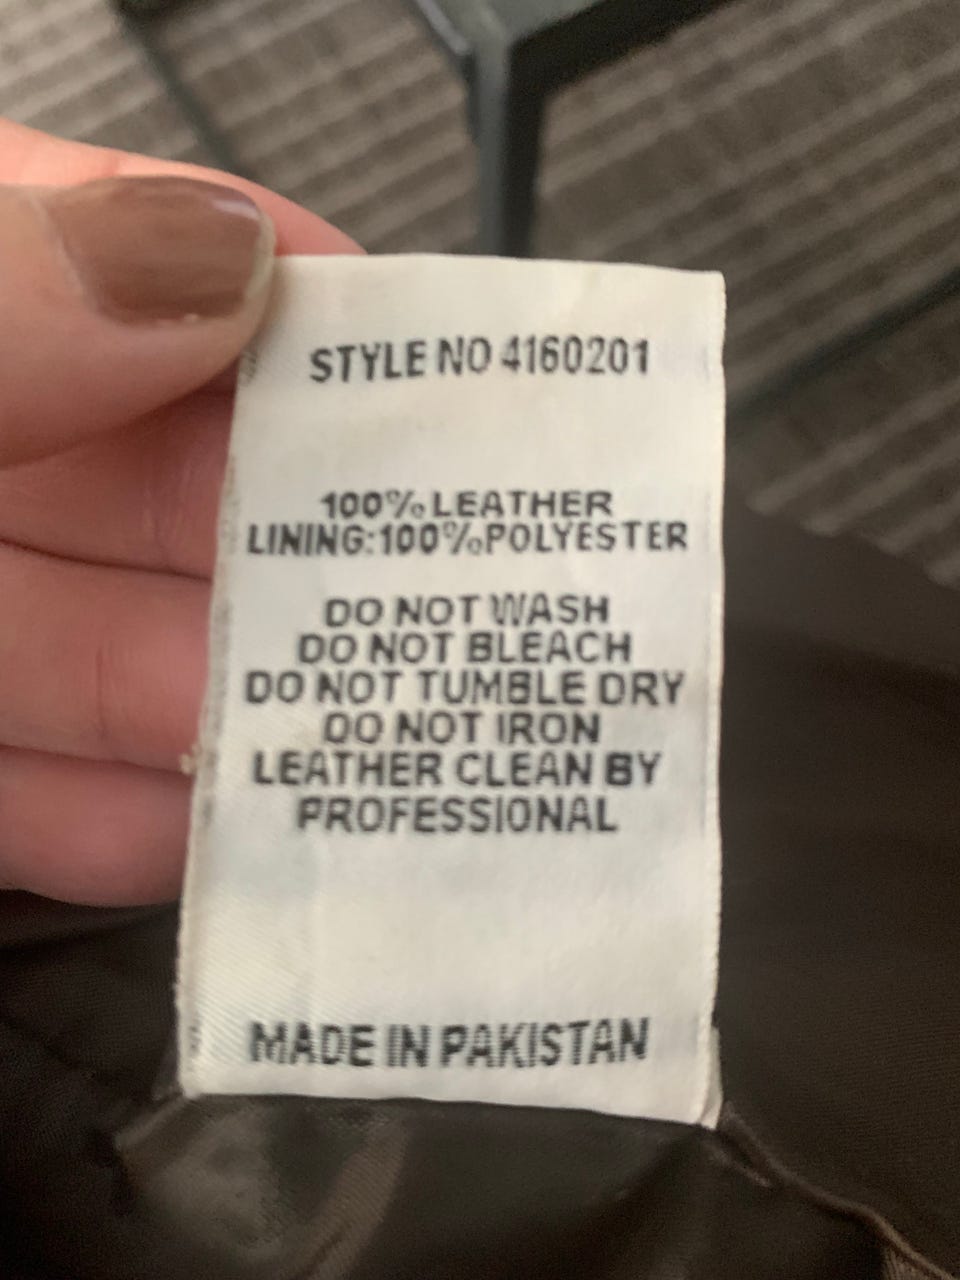 STYLE NO 4160201
100% LEATHER
LINING:100%POLYESTER
DO NOT WASH
DO NOT BLEACH
DO NOT TUMBLE DRY
DO NOT IRON
LEATHER CLEAN BY
PROFESSIONAL
MADE IN PAKISTAN